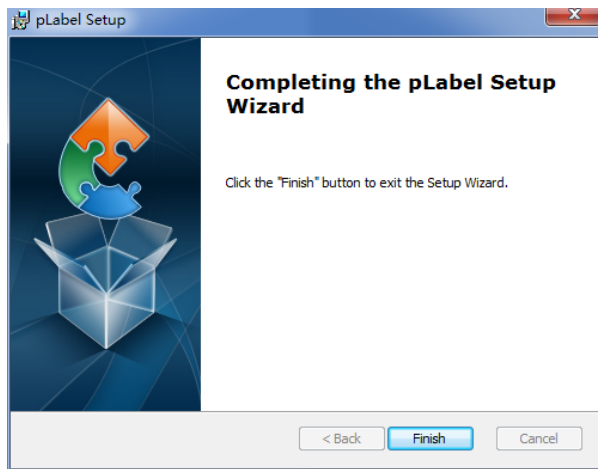 pLabel Setup
Completing the pLabel Setup
Wizard
Click the "Finish" button to exit the Setup Wizard.
< Back
Finish
Cancel